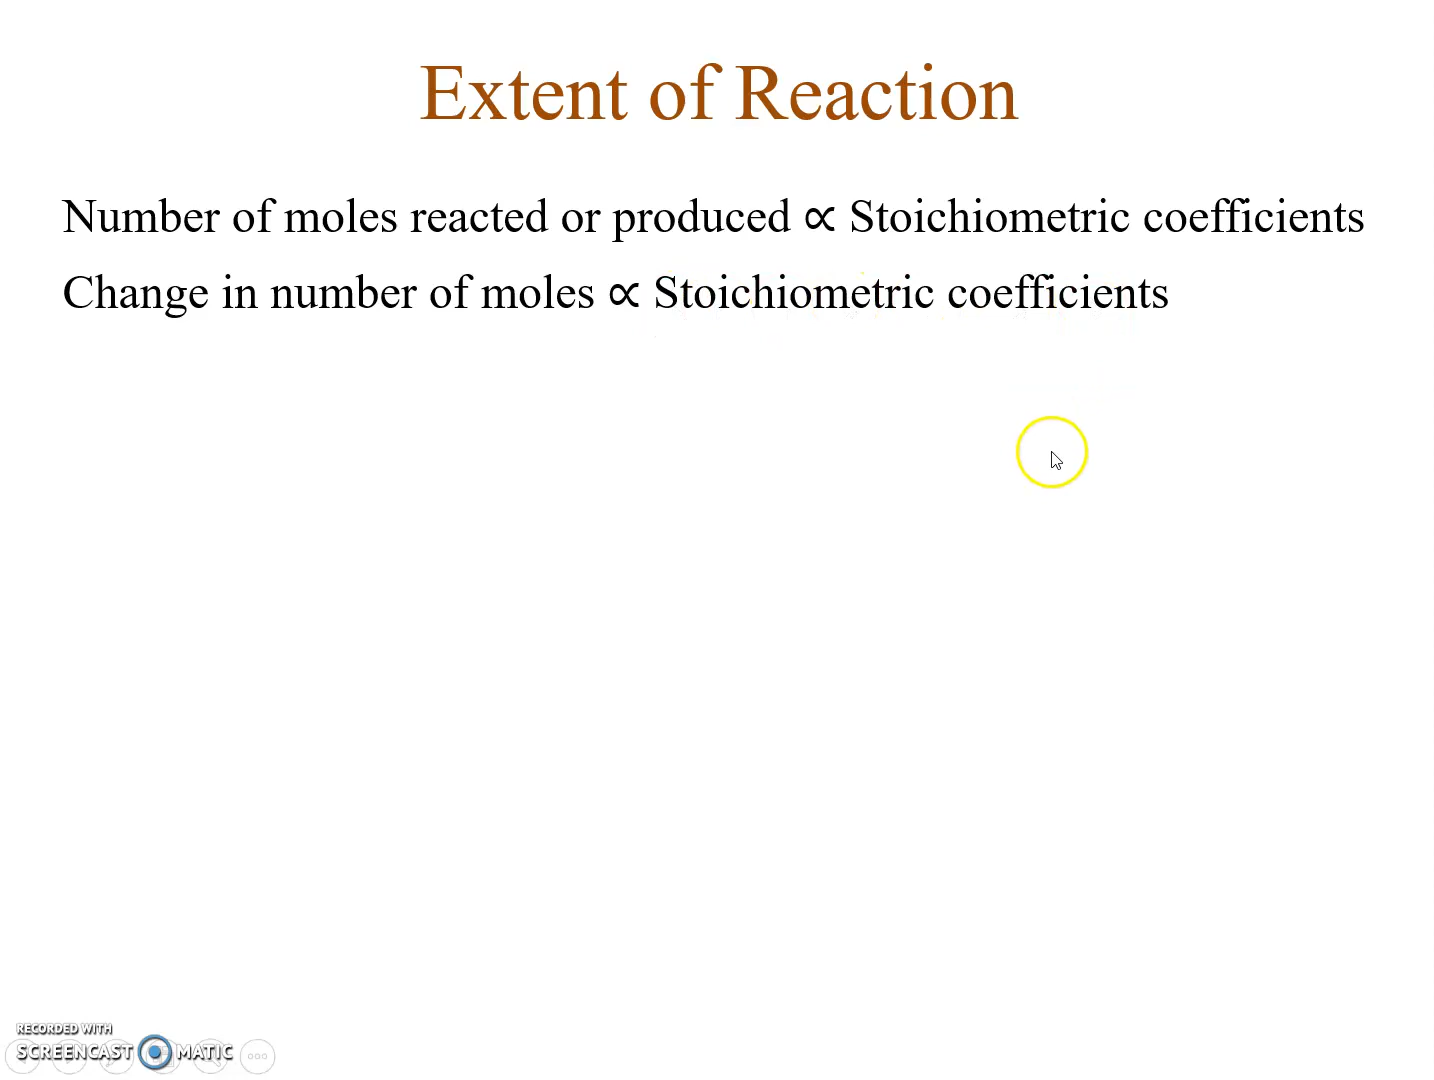 Extent of Reaction
Number of moles reacted or produced ∝ Stoichiometric coefficients
Change in number of moles ∝ Stoichiometric coefficients
RECORDED WITH
SCREENCAST MATIC